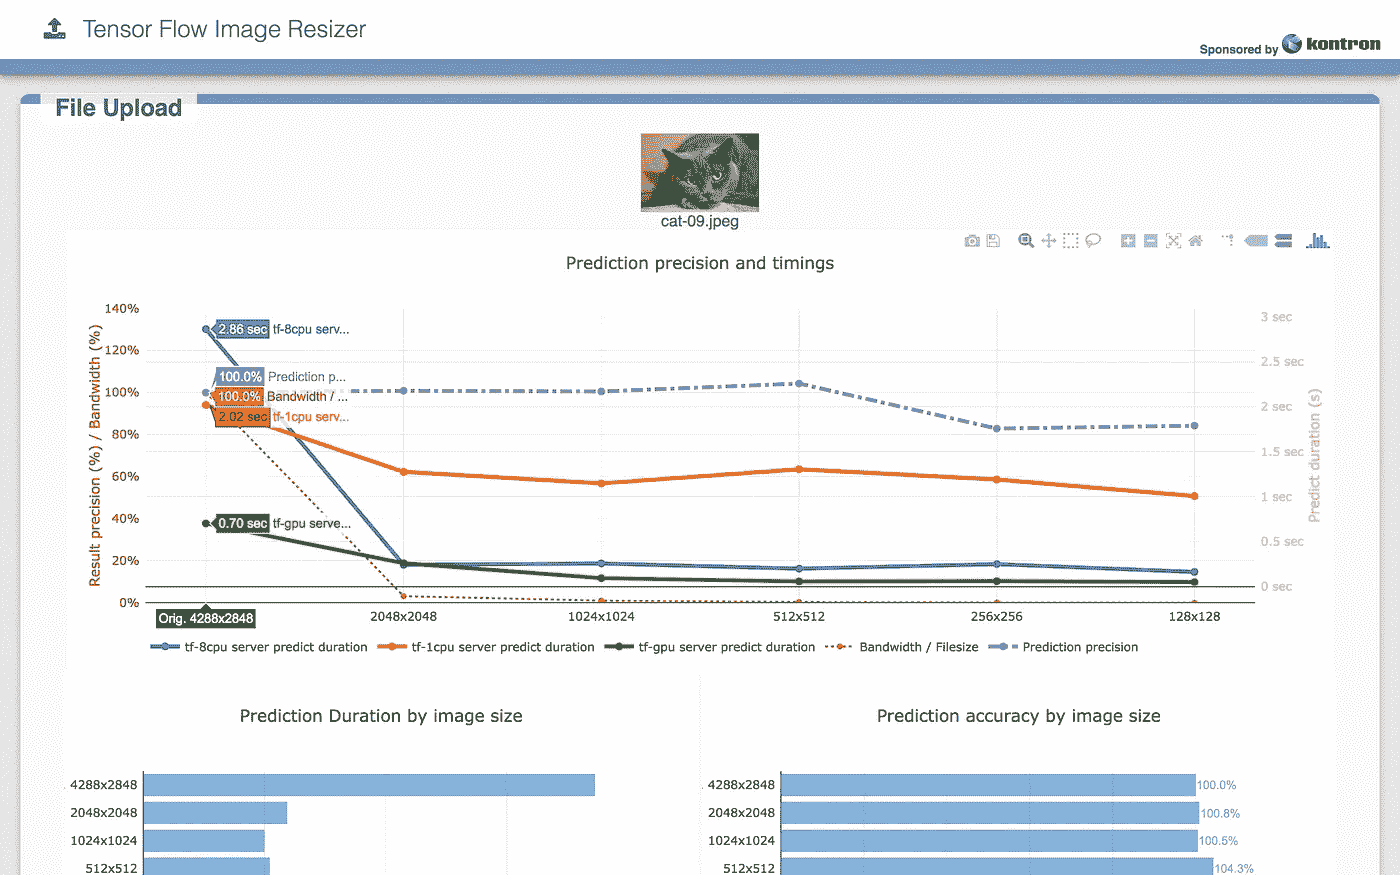 Tensor Flow Image Resizer
Sponsored by kontron
File Upload
cat-09.jpeg
Prediction precision and timings
Result precision (%) / Bandwidth (%)
140%
120%
100%
80%
60%
40%
20%
0%
2.86 sec tf-8cpu serv...
100.0% Prediction p...
100.0% Bandwidth / ...
2.02 sec tf-1cpu serv...
0.70 sec tf-gpu serve...
3 sec
2.5 sec
2 sec
1.5 sec
1 sec
0.5 sec
0 sec
Predict duration (s)
Orig. 4288x2848 2048x2048 1024x1024 512x512 256x256 128x128
tf-8cpu server predict duration tf-1cpu server predict duration tf-gpu server predict duration Bandwidth / Filesize Prediction precision
Prediction Duration by image size
. 4288x2848
2048x2048
1024x1024
512x512
Prediction accuracy by image size
. 4288x2848 100.0%
2048x2048 100.8%
1024x1024 100.5%
512x512 104.3%